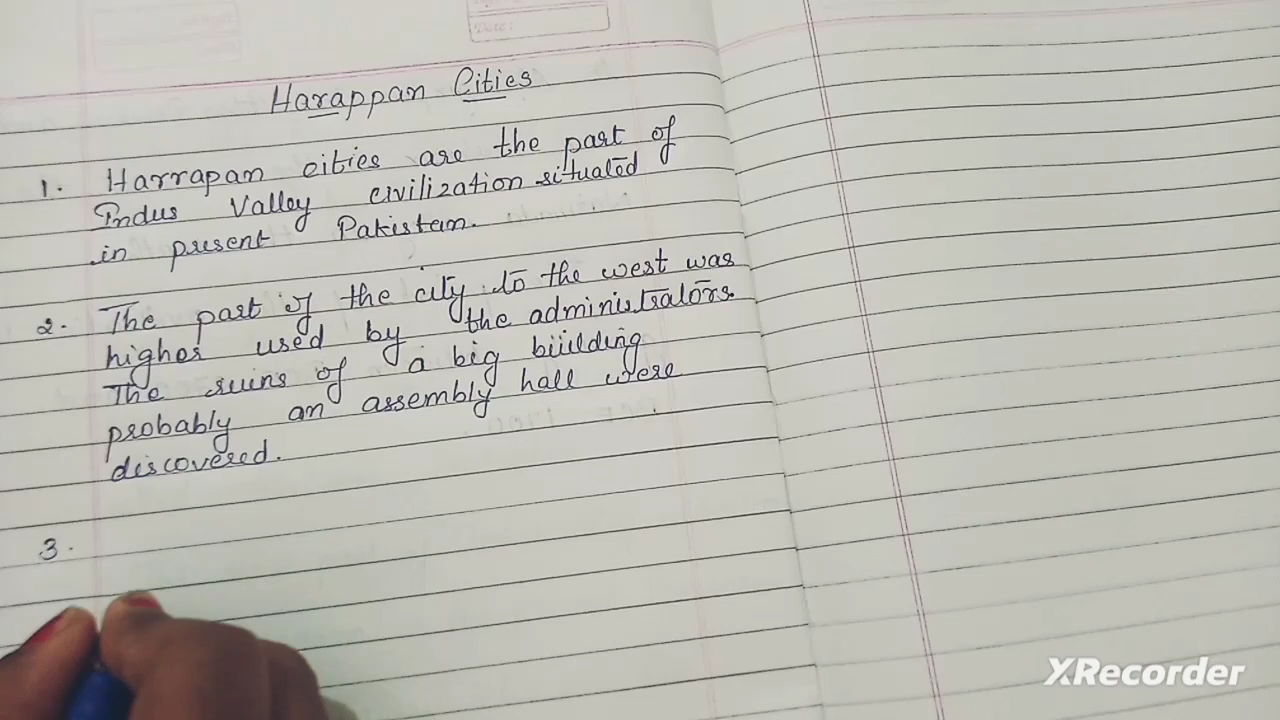 Date:
Harappan Cities
1. Harrapan cities are the part of
Indus Valley civilization situated
in present Pakistan.
2. The part of the city to the west was
higher used by the administrators.
The ruins of a big building
probably an assembly hall were
discovered.
3.
XRecorder